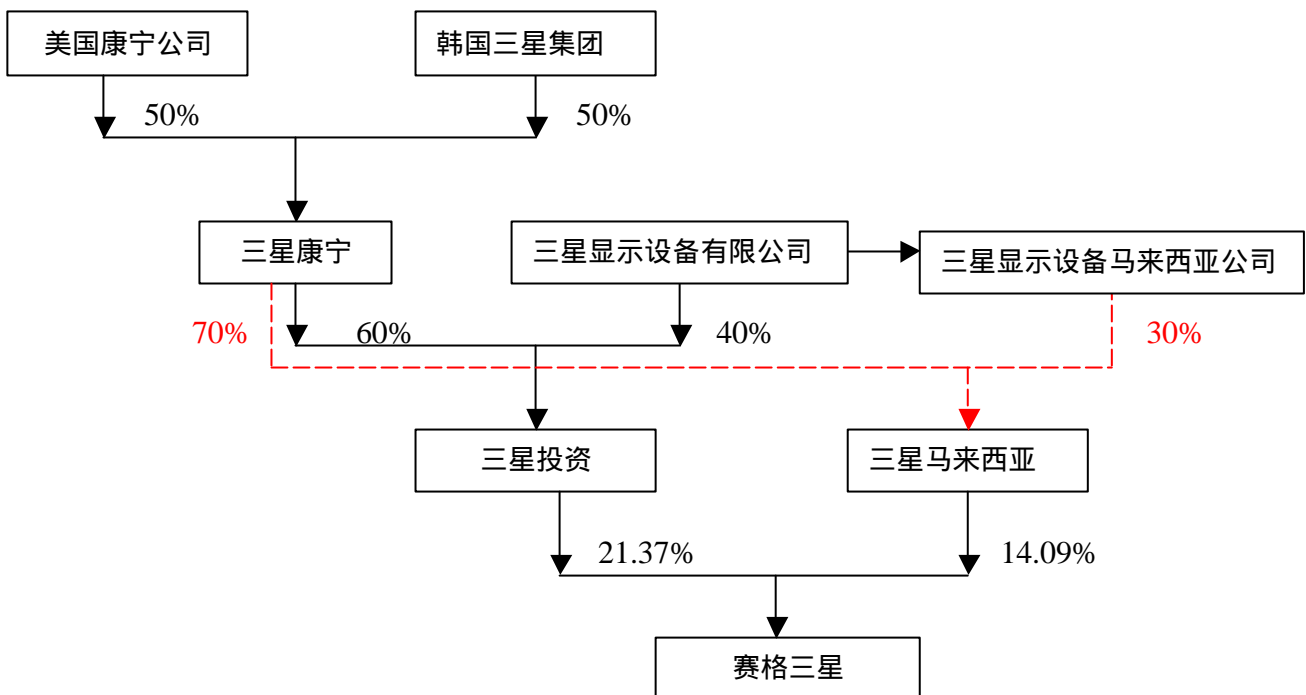 美国康宁公司
韩国三星集团
50%
50%
三星康宁
三星显示设备有限公司
三星显示设备马来西亚公司
70%
60%
40%
30%
三星投资
三星马来西亚
21.37%
14.09%
赛格三星